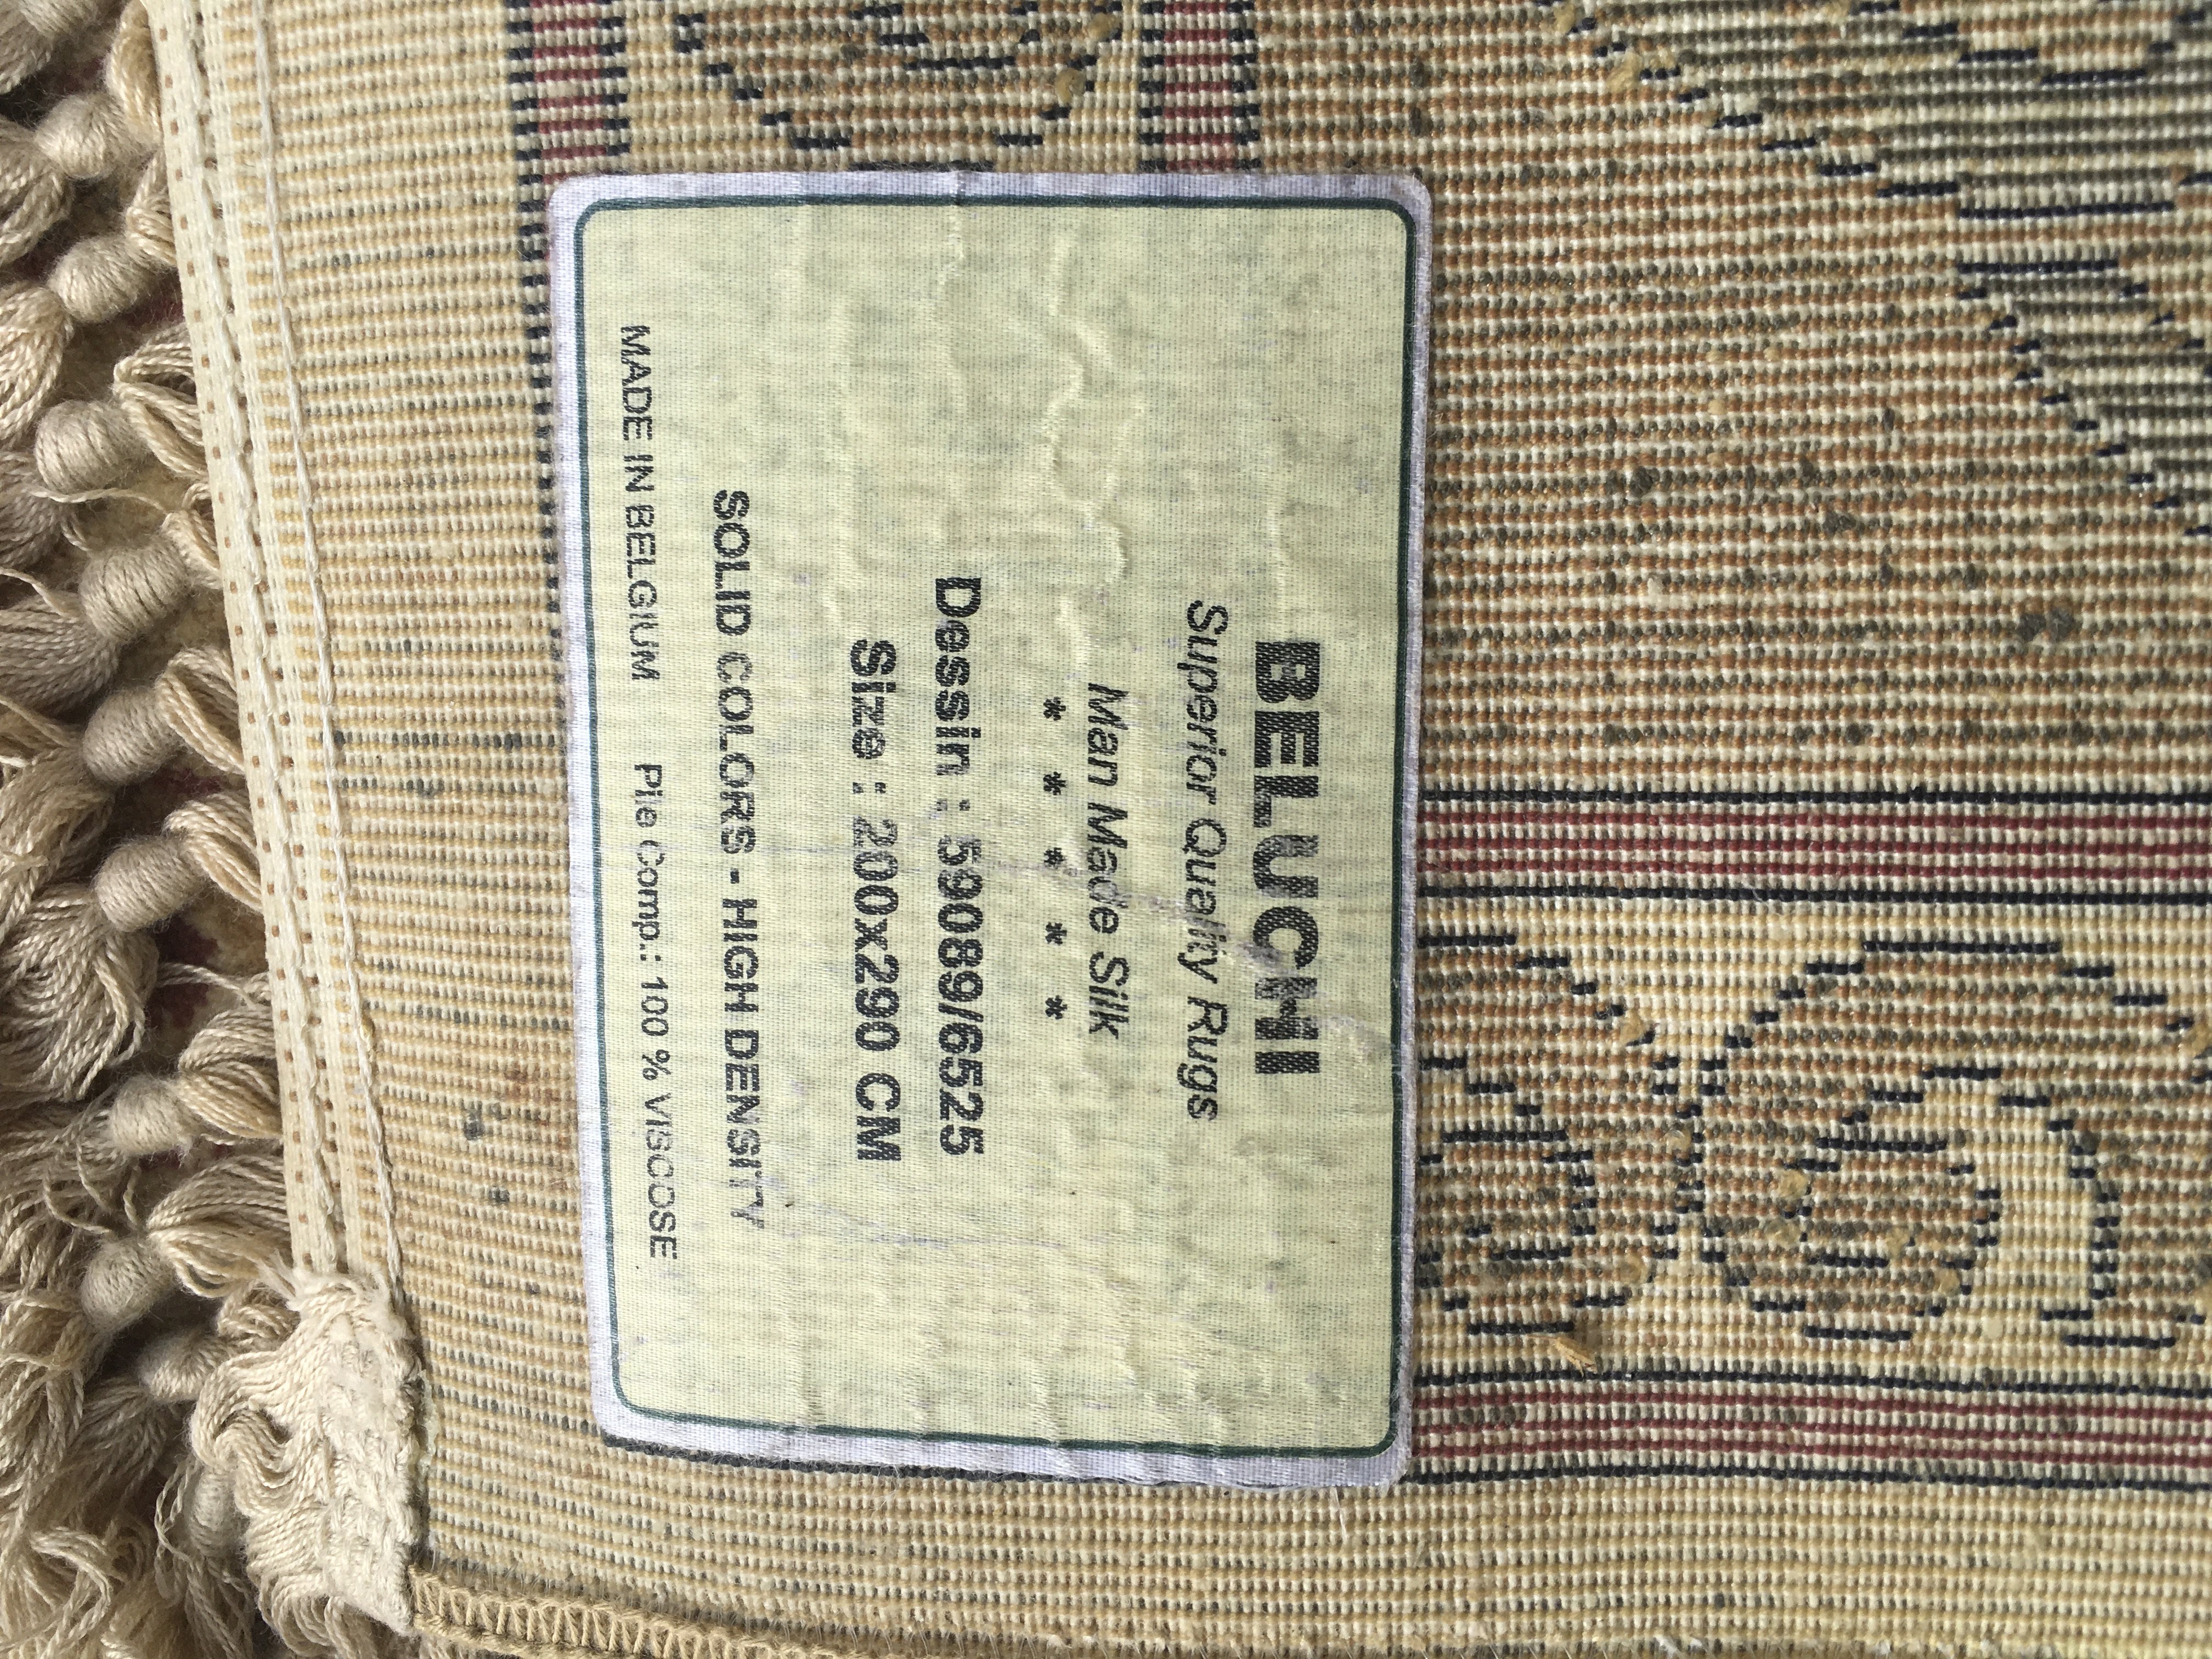 BELUCHI
Superior Quality Rugs
Man Made Silk
* * * * *
Dessin : 59089/6525
Size : 200x290 CM
SOLID COLORS - HIGH DENSITY
MADE IN BELGIUM Pile Comp.: 100 % VISCOSE